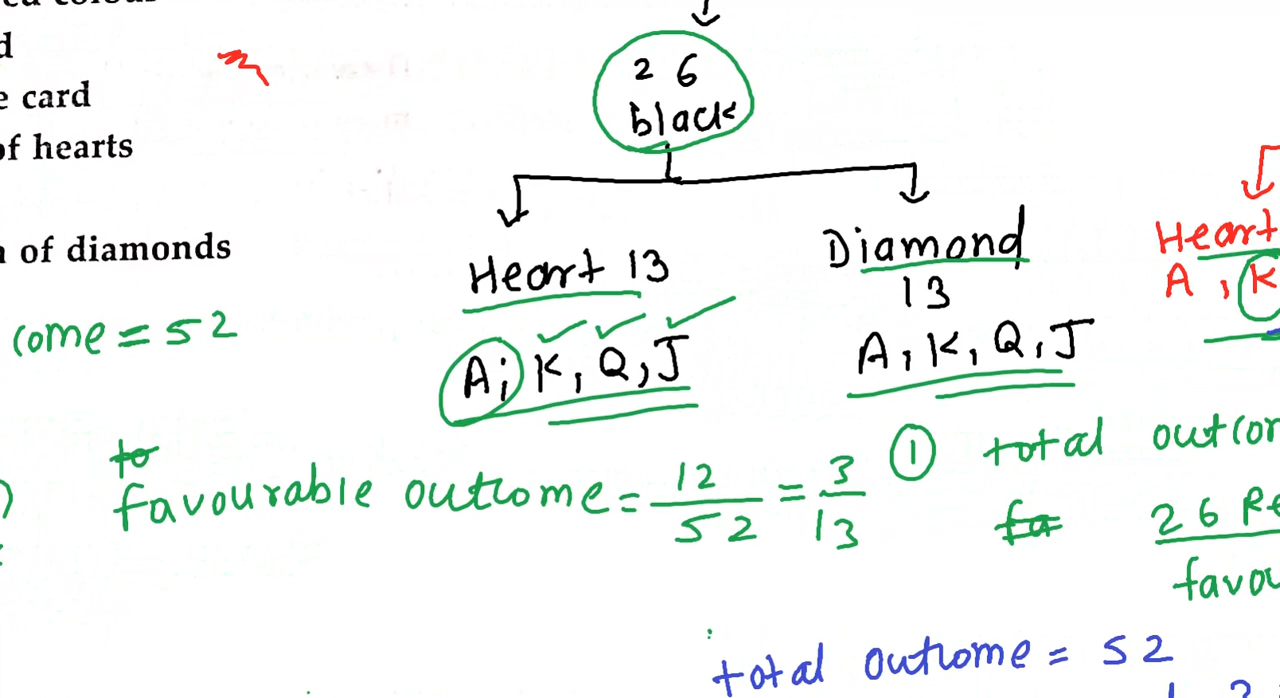 d
e card
of hearts
of diamonds
come = 52
26
black
Heart 13
Diamond
13
A; K, Q, J
A, K, Q, J
Heart
A, K
to
favourable outcome = 12/52 = 3/13
① total outcom
fa
26 Re
favou
total outcome = 52